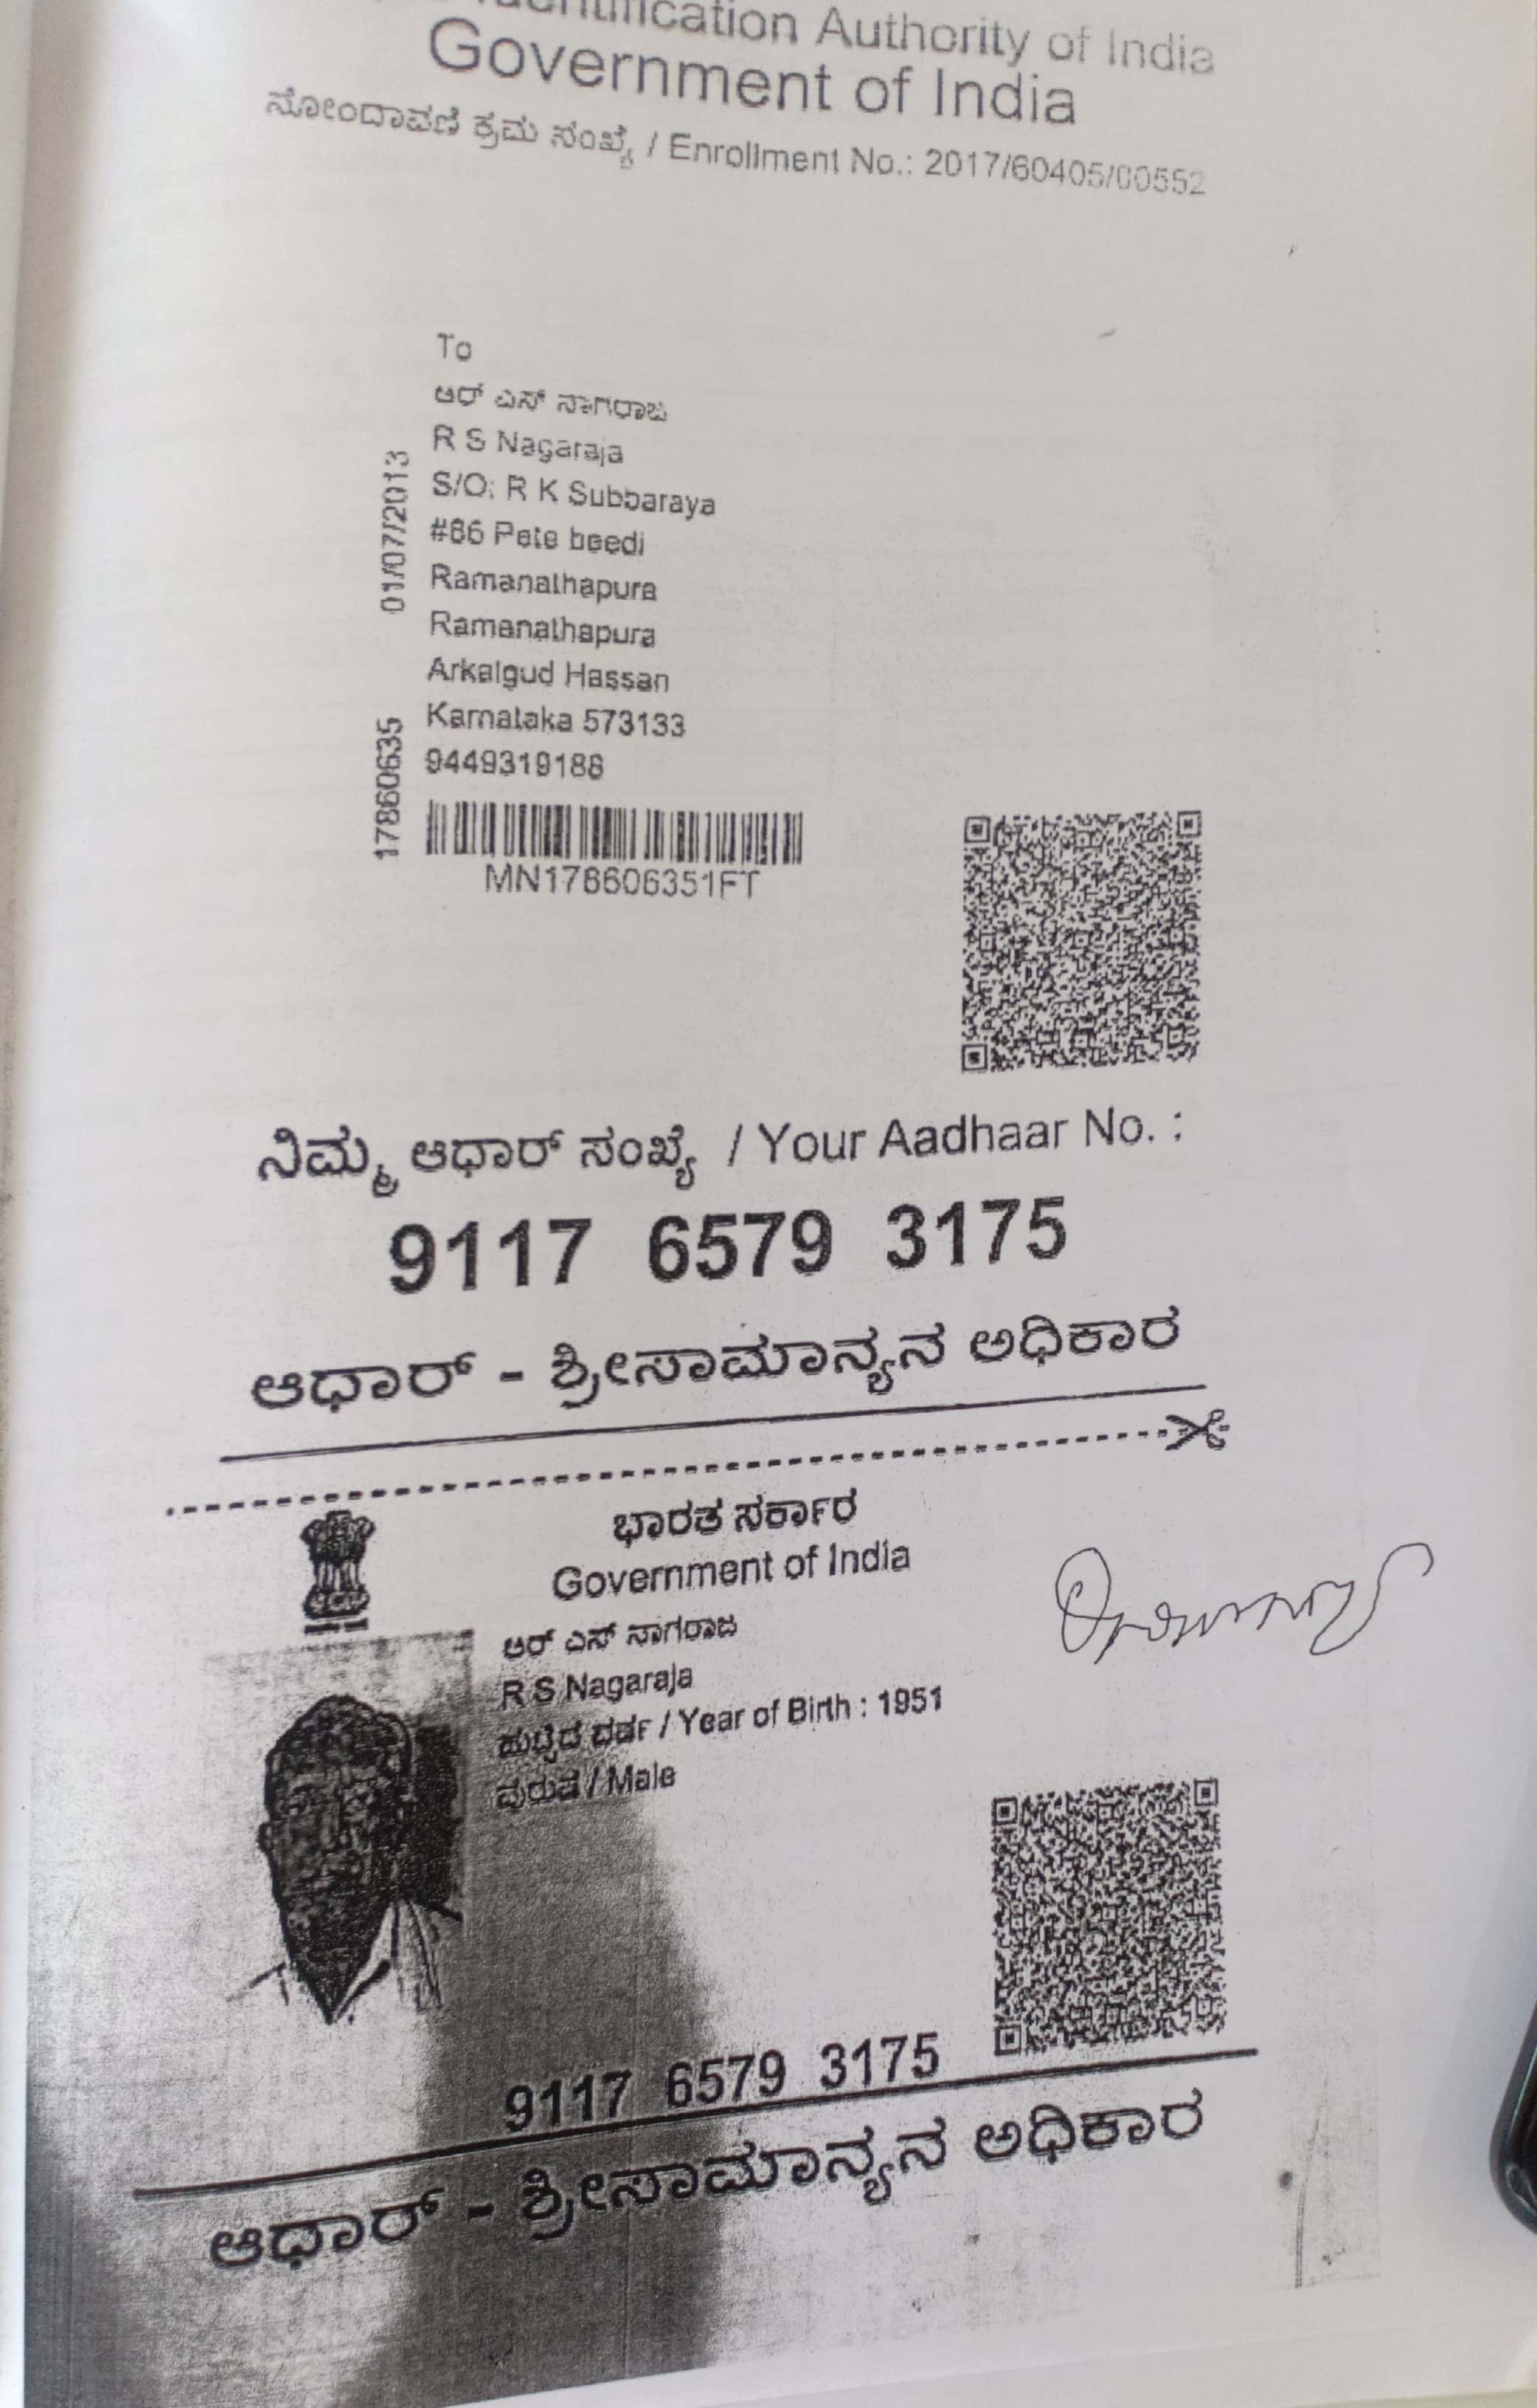 Identification Authority of India
Government of India
ನೋಂದಾವಣಿ ಕ್ರಮ ಸಂಖ್ಯೆ / Enrollment No.: 2017/60405/00552
To
ಆರ್ ಎಸ್ ನಾಗರಾಜ
R S Nagaraja
S/O: R K Subbaraya
#86 Pete beedi
Ramanathapura
Ramanathapura
Arkalgud Hassan
Karnataka 573133
9449319188
01/07/2013
17860635
MN178606351FT
ನಿಮ್ಮ ಆಧಾರ್ ಸಂಖ್ಯೆ / Your Aadhaar No. :
9117 6579 3175
ಆಧಾರ್ - ಶ್ರೀಸಾಮಾನ್ಯನ ಅಧಿಕಾರ
ಭಾರತ ಸರ್ಕಾರ
Government of India
ಆರ್ ಎಸ್ ನಾಗರಾಜ
R S Nagaraja
ಹುಟ್ಟಿದ ವರ್ಷ / Year of Birth : 1951
ಪುರುಷ / Male
9117 6579 3175
ಆಧಾರ್ - ಶ್ರೀಸಾಮಾನ್ಯನ ಅಧಿಕಾರ